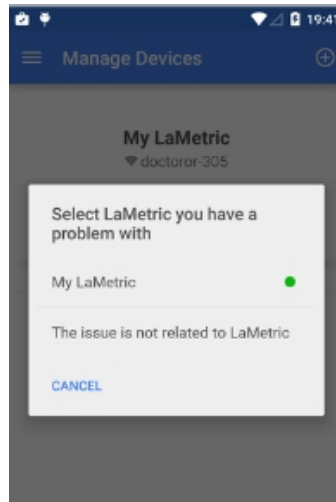 19:41
Manage Devices
My LaMetric
doctoror-305
Select LaMetric you have a
problem with
My LaMetric
The issue is not related to LaMetric
CANCEL